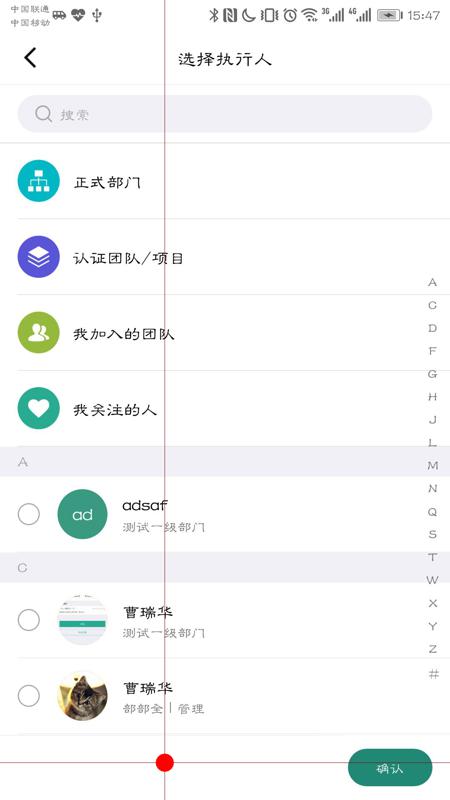 中国联通
中国移动
3G
4G
15:47
选择执行人
搜索
正式部门
认证团队/项目
我加入的团队
我关注的人
A
ad
adsaf
测试一级部门
C
曹瑞华
测试一级部门
曹瑞华
部部全 | 管理
A
C
D
F
G
H
J
L
M
N
Q
S
T
W
X
Y
Z
#
确认